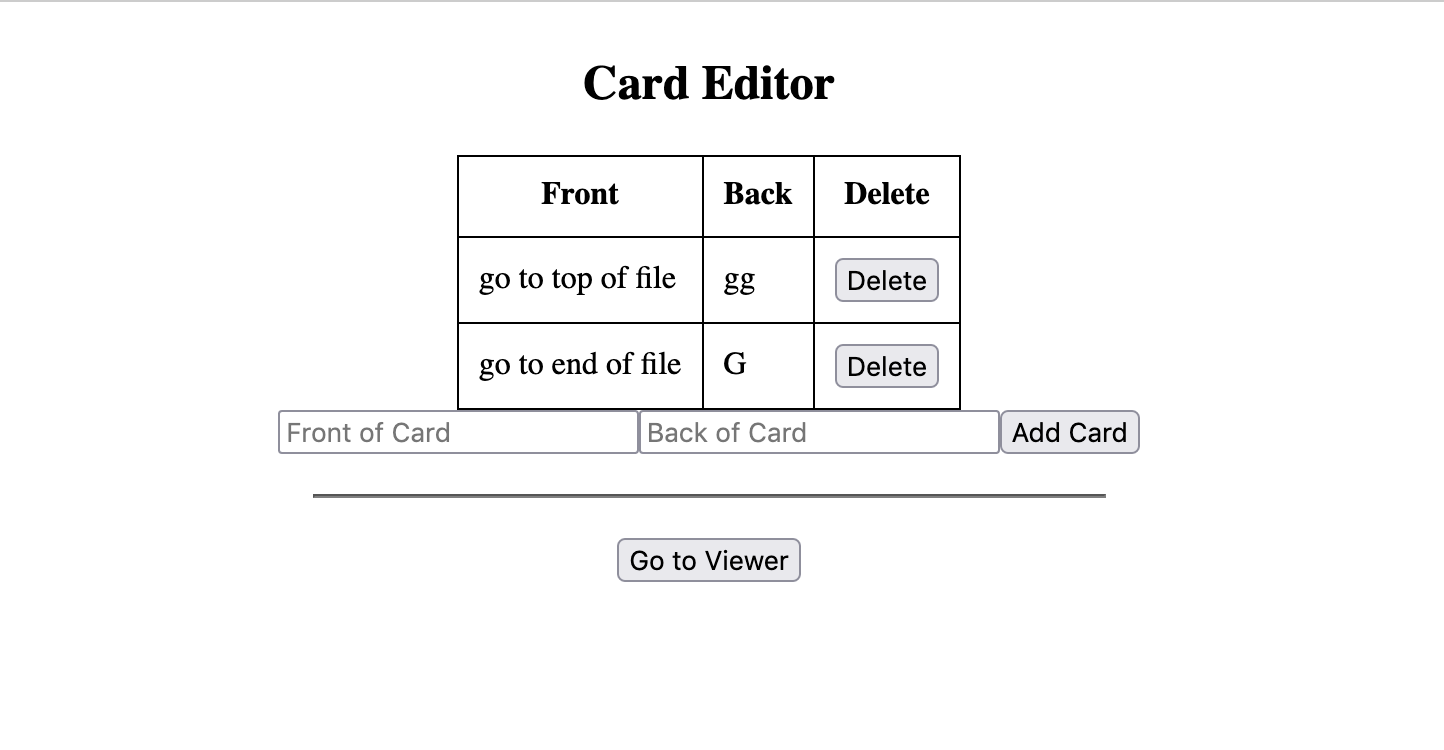 Card Editor
Front Back Delete
go to top of file gg Delete
go to end of file G Delete
Front of Card Back of Card Add Card
Go to Viewer